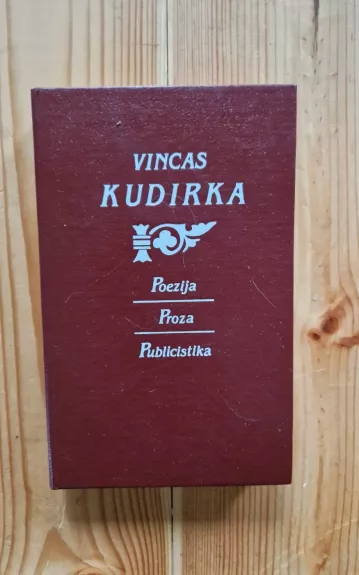 VINCAS
KUDIRKA
Poezija
Proza
Publicistika